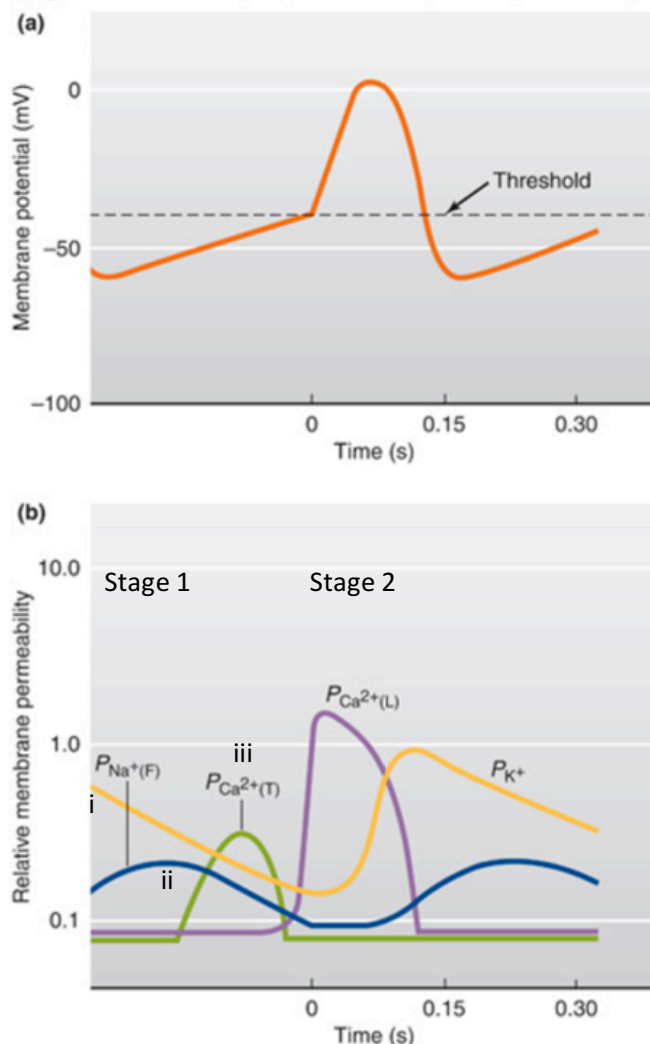 (a)
0
Membrane potential (mV)
Threshold
–50
–100
0 0.15 0.30
Time (s)
(b)
10.0
Stage 1 Stage 2
Relative membrane permeability
PCa2+(L)
1.0
iii
PNa+(F)
PK+
PCa2+(T)
i
ii
0.1
0 0.15 0.30
Time (s)